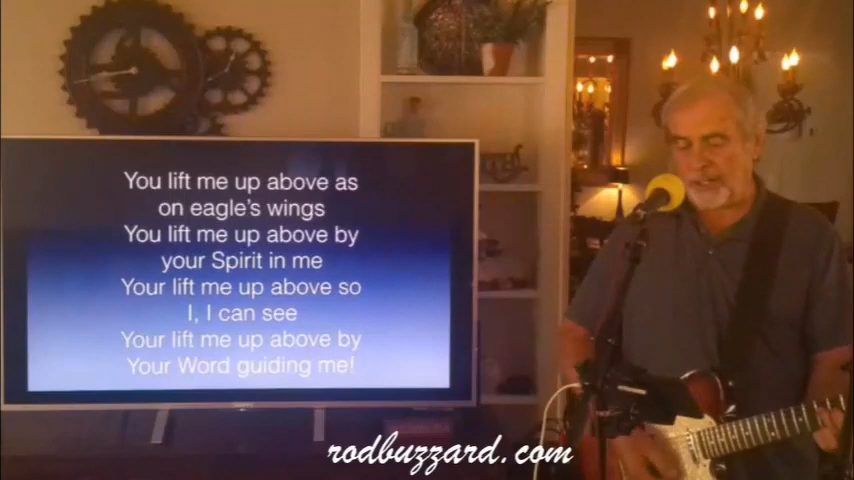 You lift me up above as
on eagle's wings
You lift me up above by
your Spirit in me
Your lift me up above so
I, I can see
Your lift me up above by
Your Word guiding me!
rodbuzzard.com